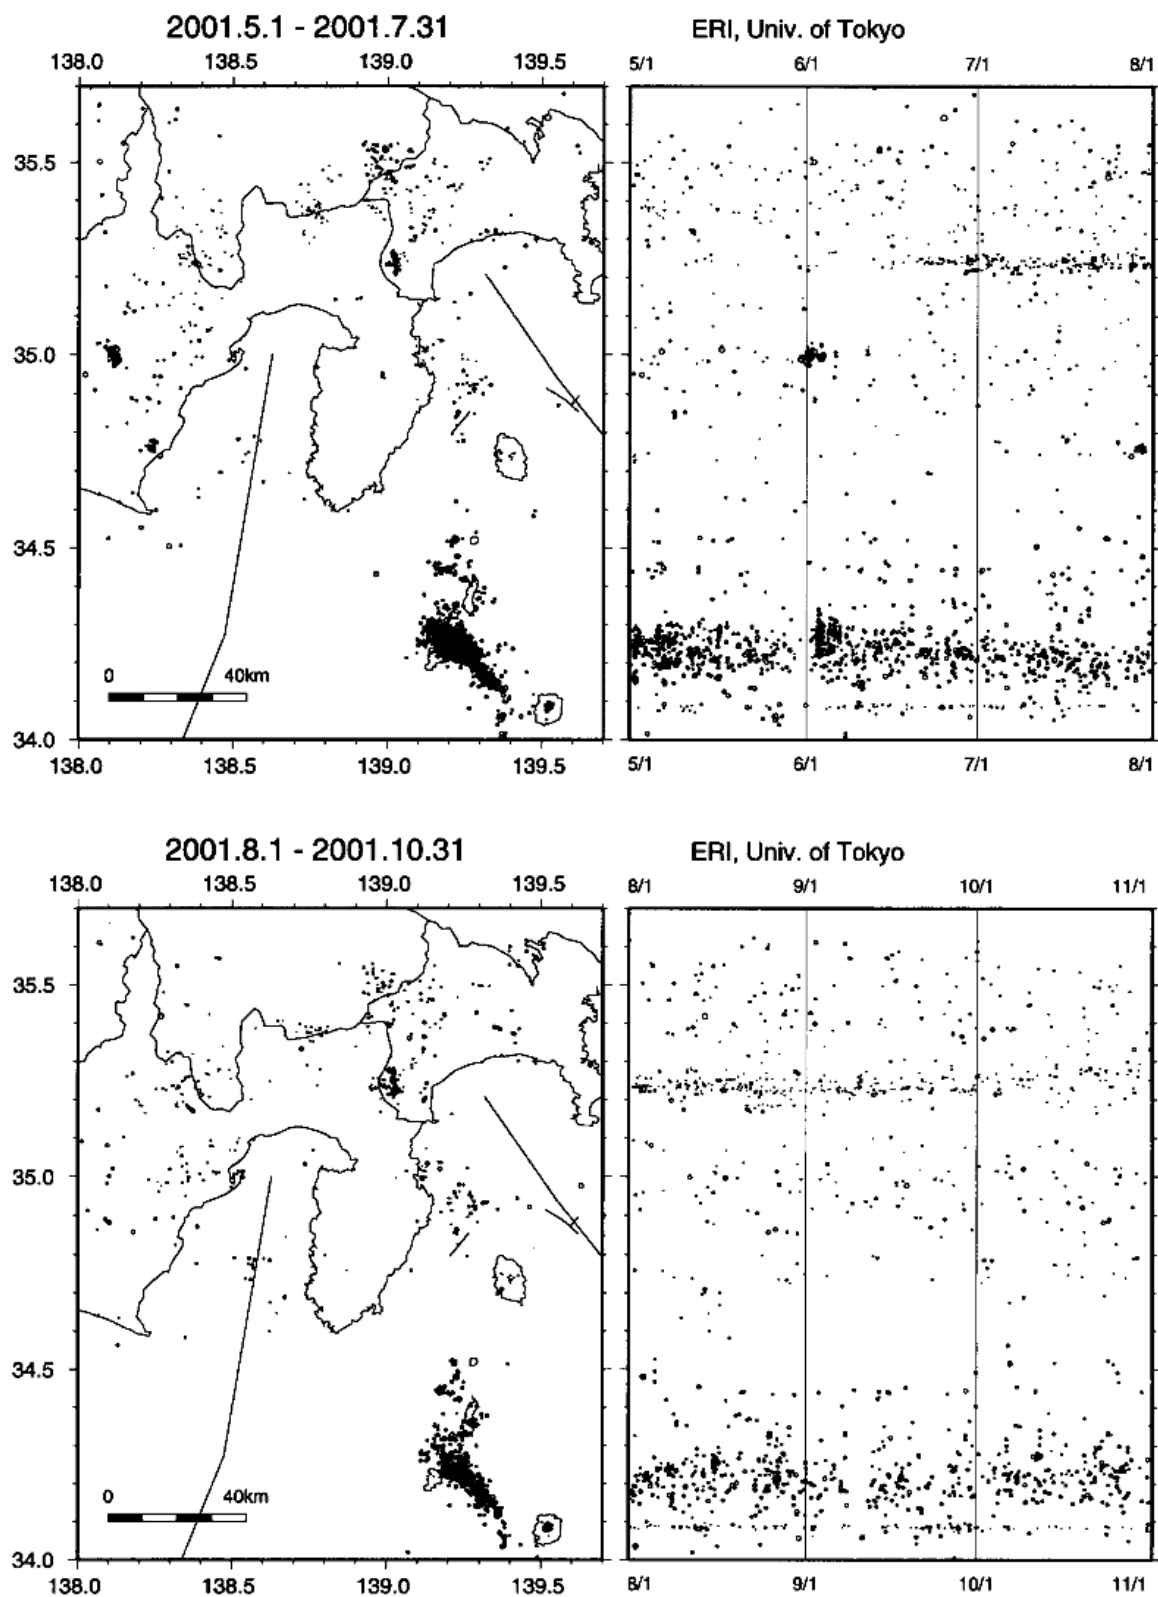 2001.5.1 - 2001.7.31
ERI, Univ. of Tokyo
138.0 138.5 139.0 139.5
5/1 6/1 7/1 8/1
35.5
35.0
34.5
0 40km
34.0
138.0 138.5 139.0 139.5
5/1 6/1 7/1 8/1
2001.8.1 - 2001.10.31
ERI, Univ. of Tokyo
138.0 138.5 139.0 139.5
8/1 9/1 10/1 11/1
35.5
35.0
34.5
0 40km
34.0
138.0 138.5 139.0 139.5
8/1 9/1 10/1 11/1